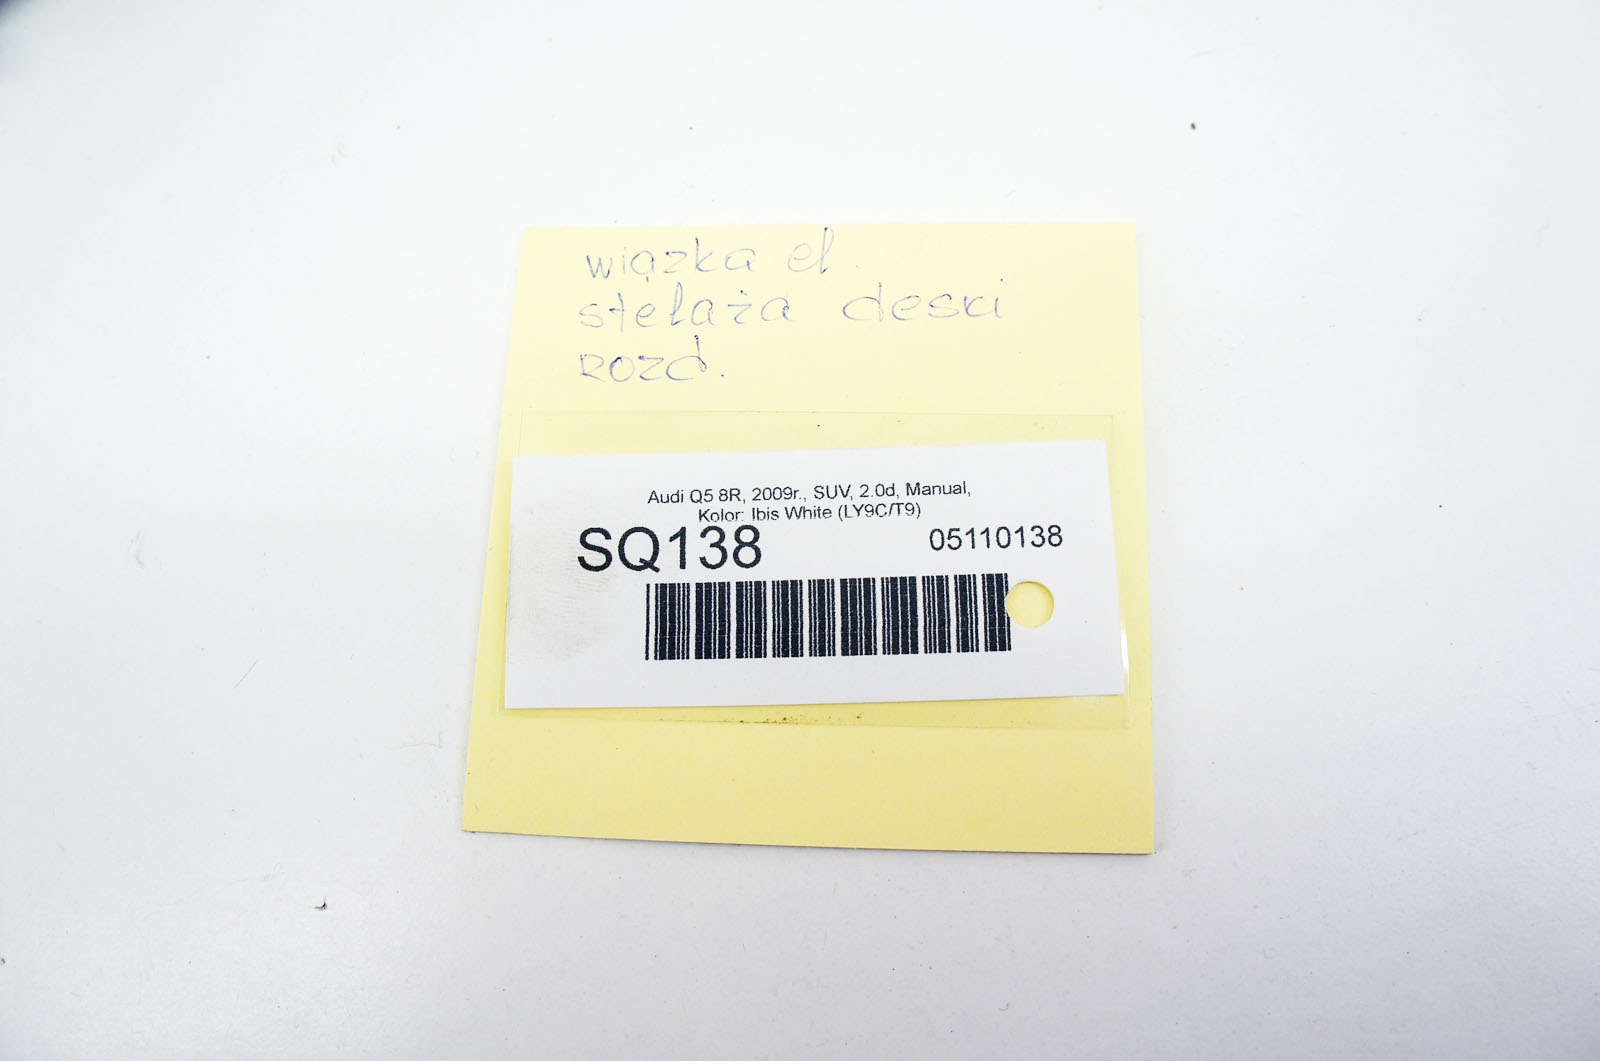 wiązka el.
stelaża deski
rozd.
Audi Q5 8R, 2009r., SUV, 2.0d, Manual,
Kolor: Ibis White (LY9C/T9)
SQ138 05110138